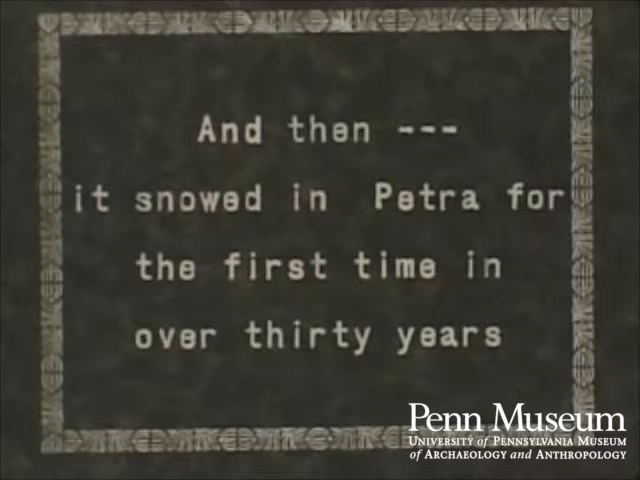 And then ---
it snowed in Petra for
the first time in
over thirty years
Penn Museum
UNIVERSITY of PENNSYLVANIA MUSEUM
of ARCHAEOLOGY and ANTHROPOLOGY